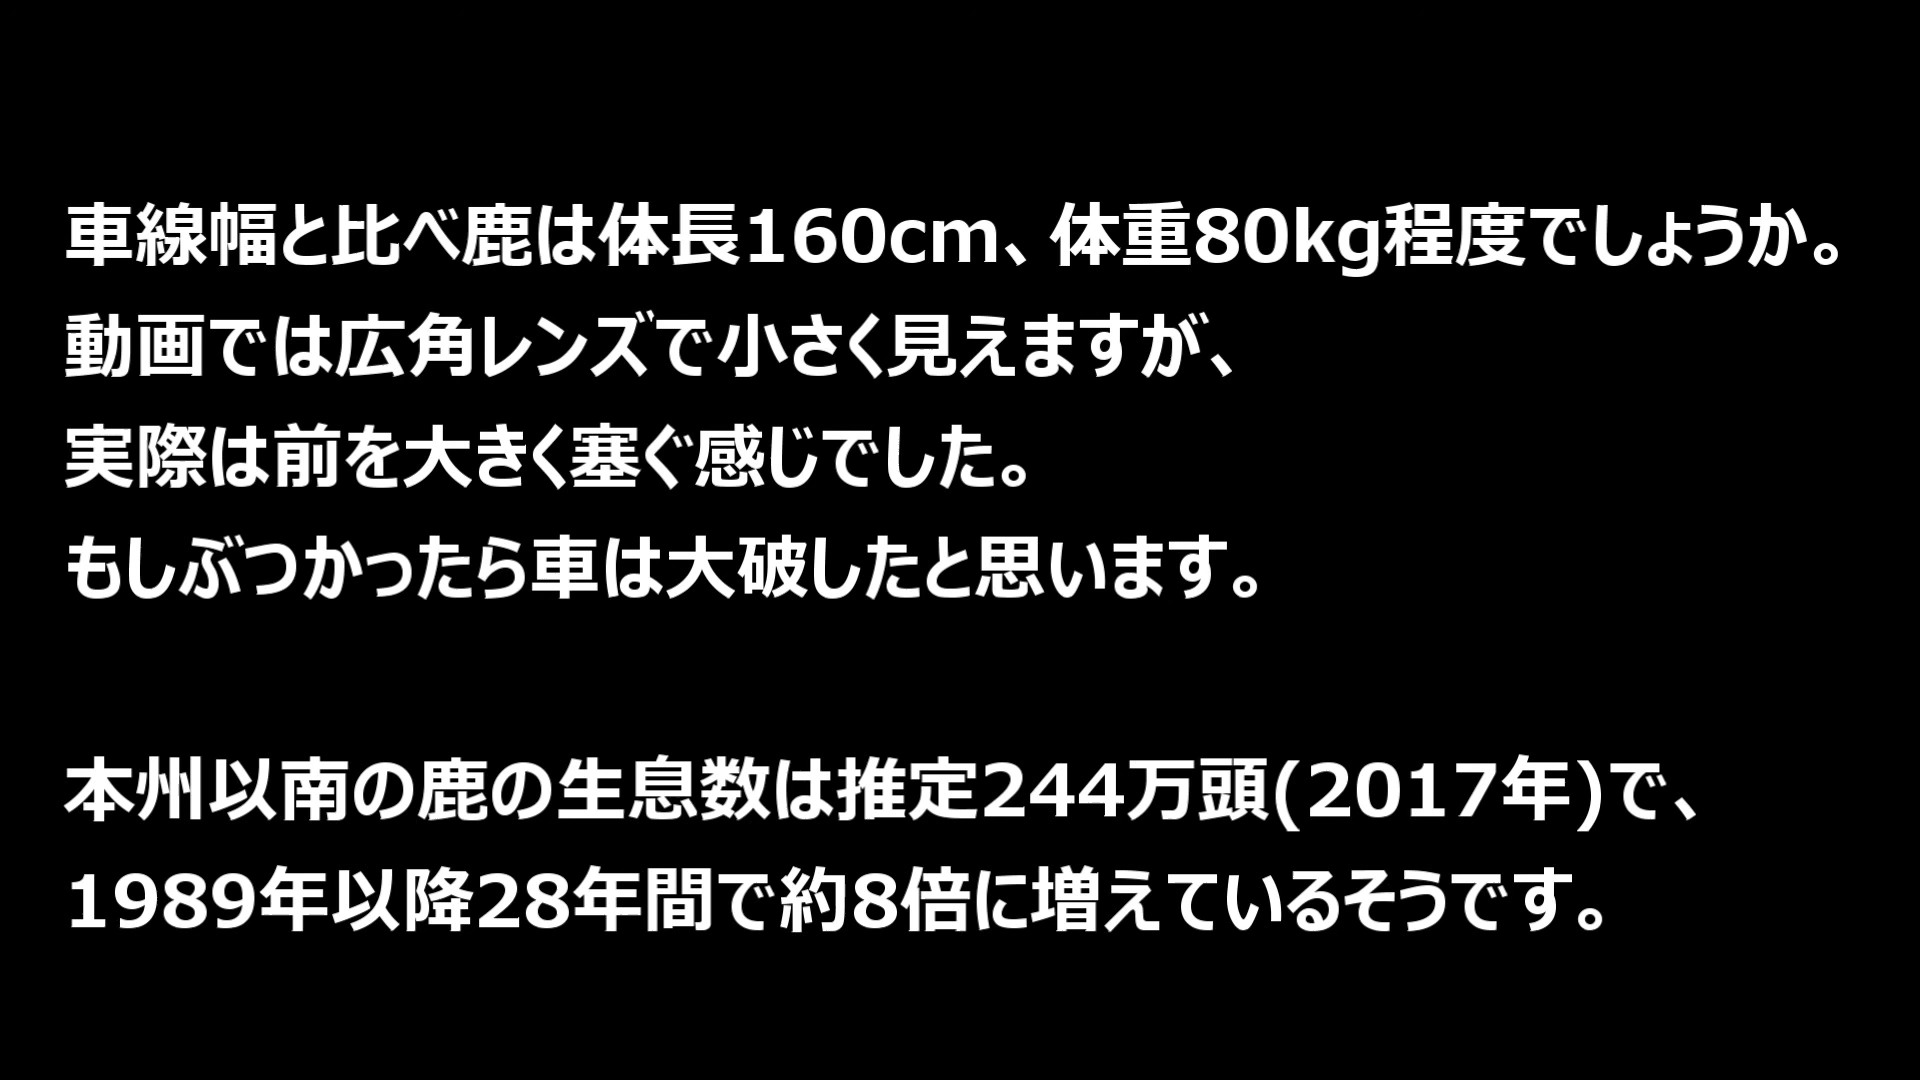 車線幅と比べ鹿は体長160cm、体重80kg程度でしょうか。
動画では広角レンズで小さく見えますが、
実際は前を大きく塞ぐ感じでした。
もしぶつかったら車は大破したと思います。
本州以南の鹿の生息数は推定244万頭(2017年)で、
1989年以降28年間で約8倍に増えているそうです。